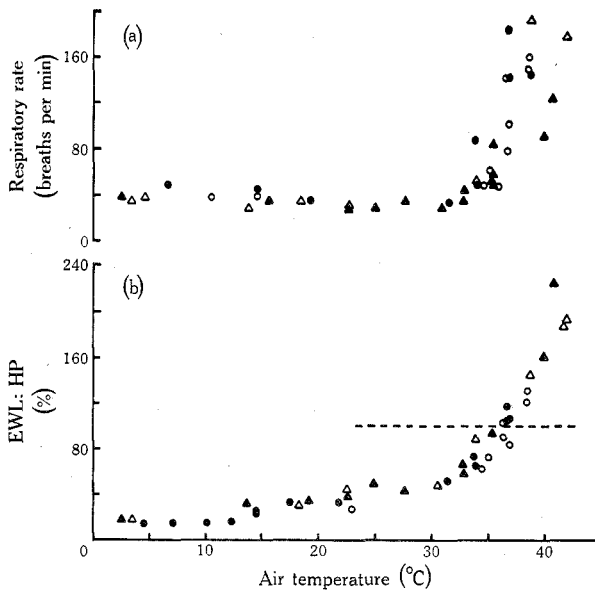 (a)
Respiratory rate
(breaths per min)
160
80
40
0
(b)
EWL: HP
(%)
240
160
80
0 10 20 30 40
Air temperature (°C)